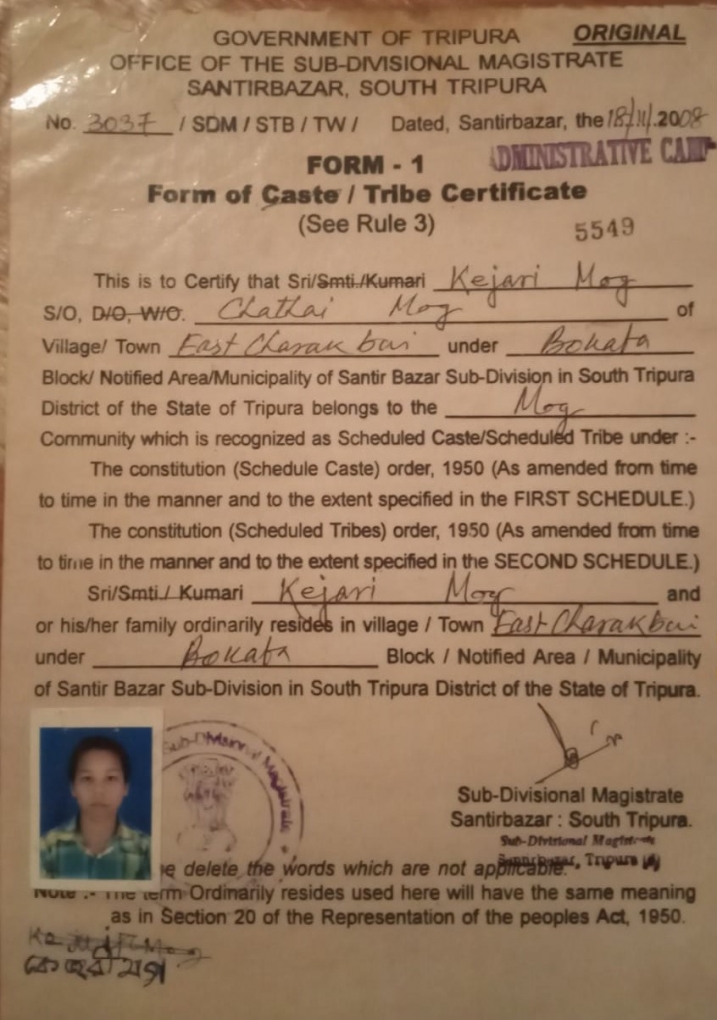 GOVERNMENT OF TRIPURA ORIGINAL
OFFICE OF THE SUB-DIVISIONAL MAGISTRATE
SANTIRBAZAR, SOUTH TRIPURA
No. 3037 / SDM / STB / TW / Dated, Santirbazar, the 18/11/.2008
ADMINISTRATIVE CAMP
FORM - 1
Form of Caste / Tribe Certificate
(See Rule 3)
5549
This is to Certify that Sri/Smti./Kumari Kejari Mog
S/O, D/O, W/O. Chathai Mog of
Village/ Town East Charakbai under Bokafa
Block/ Notified Area/Municipality of Santir Bazar Sub-Division in South Tripura
District of the State of Tripura belongs to the Mog
Community which is recognized as Scheduled Caste/Scheduled Tribe under :-
The constitution (Schedule Caste) order, 1950 (As amended from time
to time in the manner and to the extent specified in the FIRST SCHEDULE.)
The constitution (Scheduled Tribes) order, 1950 (As amended from time
to time in the manner and to the extent specified in the SECOND SCHEDULE.)
Sri/Smti./ Kumari Kejari Mog and
or his/her family ordinarily resides in village / Town East Charakbai
under Bokafa Block / Notified Area / Municipality
of Santir Bazar Sub-Division in South Tripura District of the State of Tripura.
Sub-Divisional Magistrate
Sub-Divisional Magistrate
Santirbazar : South Tripura.
Sub-Divisional Magistrate
Santirbazar, Tripura
delete the words which are not applicable.
Note :- The term Ordinarily resides used here will have the same meaning
as in Section 20 of the Representation of the peoples Act, 1950.
Mog